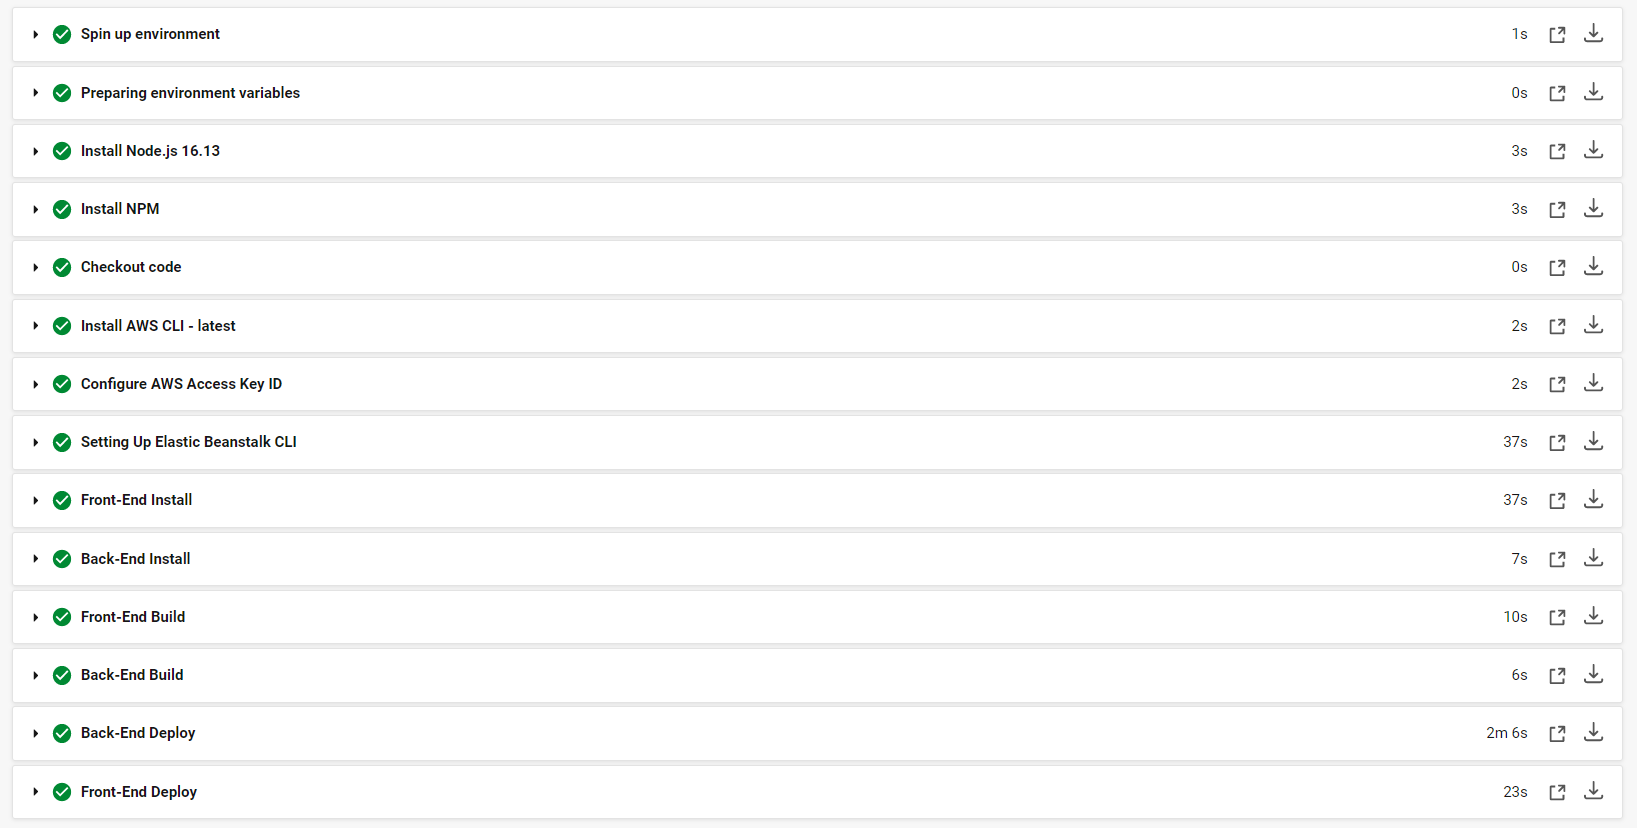 Spin up environment 1s
Preparing environment variables 0s
Install Node.js 16.13 3s
Install NPM 3s
Checkout code 0s
Install AWS CLI - latest 2s
Configure AWS Access Key ID 2s
Setting Up Elastic Beanstalk CLI 37s
Front-End Install 37s
Back-End Install 7s
Front-End Build 10s
Back-End Build 6s
Back-End Deploy 2m 6s
Front-End Deploy 23s